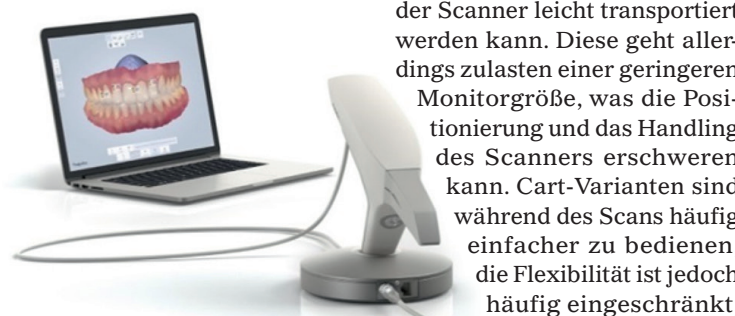 der Scanner leicht transportiert
werden kann. Diese geht aller-
dings zulasten einer geringeren
Monitorgröße, was die Posi-
tionierung und das Handling
des Scanners erschweren
kann. Cart-Varianten sind
während des Scans häufig
einfacher zu bedienen
die Flexibilität ist jedoch
häufig eingeschränkt